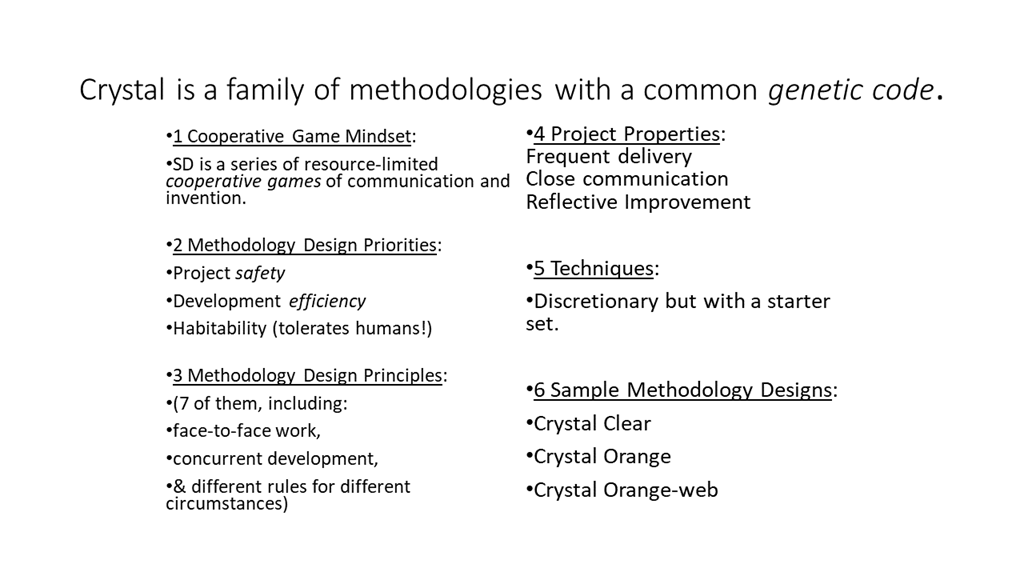 Crystal is a family of methodologies with a common genetic code.
•1 Cooperative Game Mindset:
•SD is a series of resource-limited
cooperative games of communication and
invention.
•2 Methodology Design Priorities:
•Project safety
•Development efficiency
•Habitability (tolerates humans!)
•3 Methodology Design Principles:
•(7 of them, including:
•face-to-face work,
•concurrent development,
•& different rules for different
circumstances)
•4 Project Properties:
Frequent delivery
Close communication
Reflective Improvement
•5 Techniques:
•Discretionary but with a starter
set.
•6 Sample Methodology Designs:
•Crystal Clear
•Crystal Orange
•Crystal Orange-web